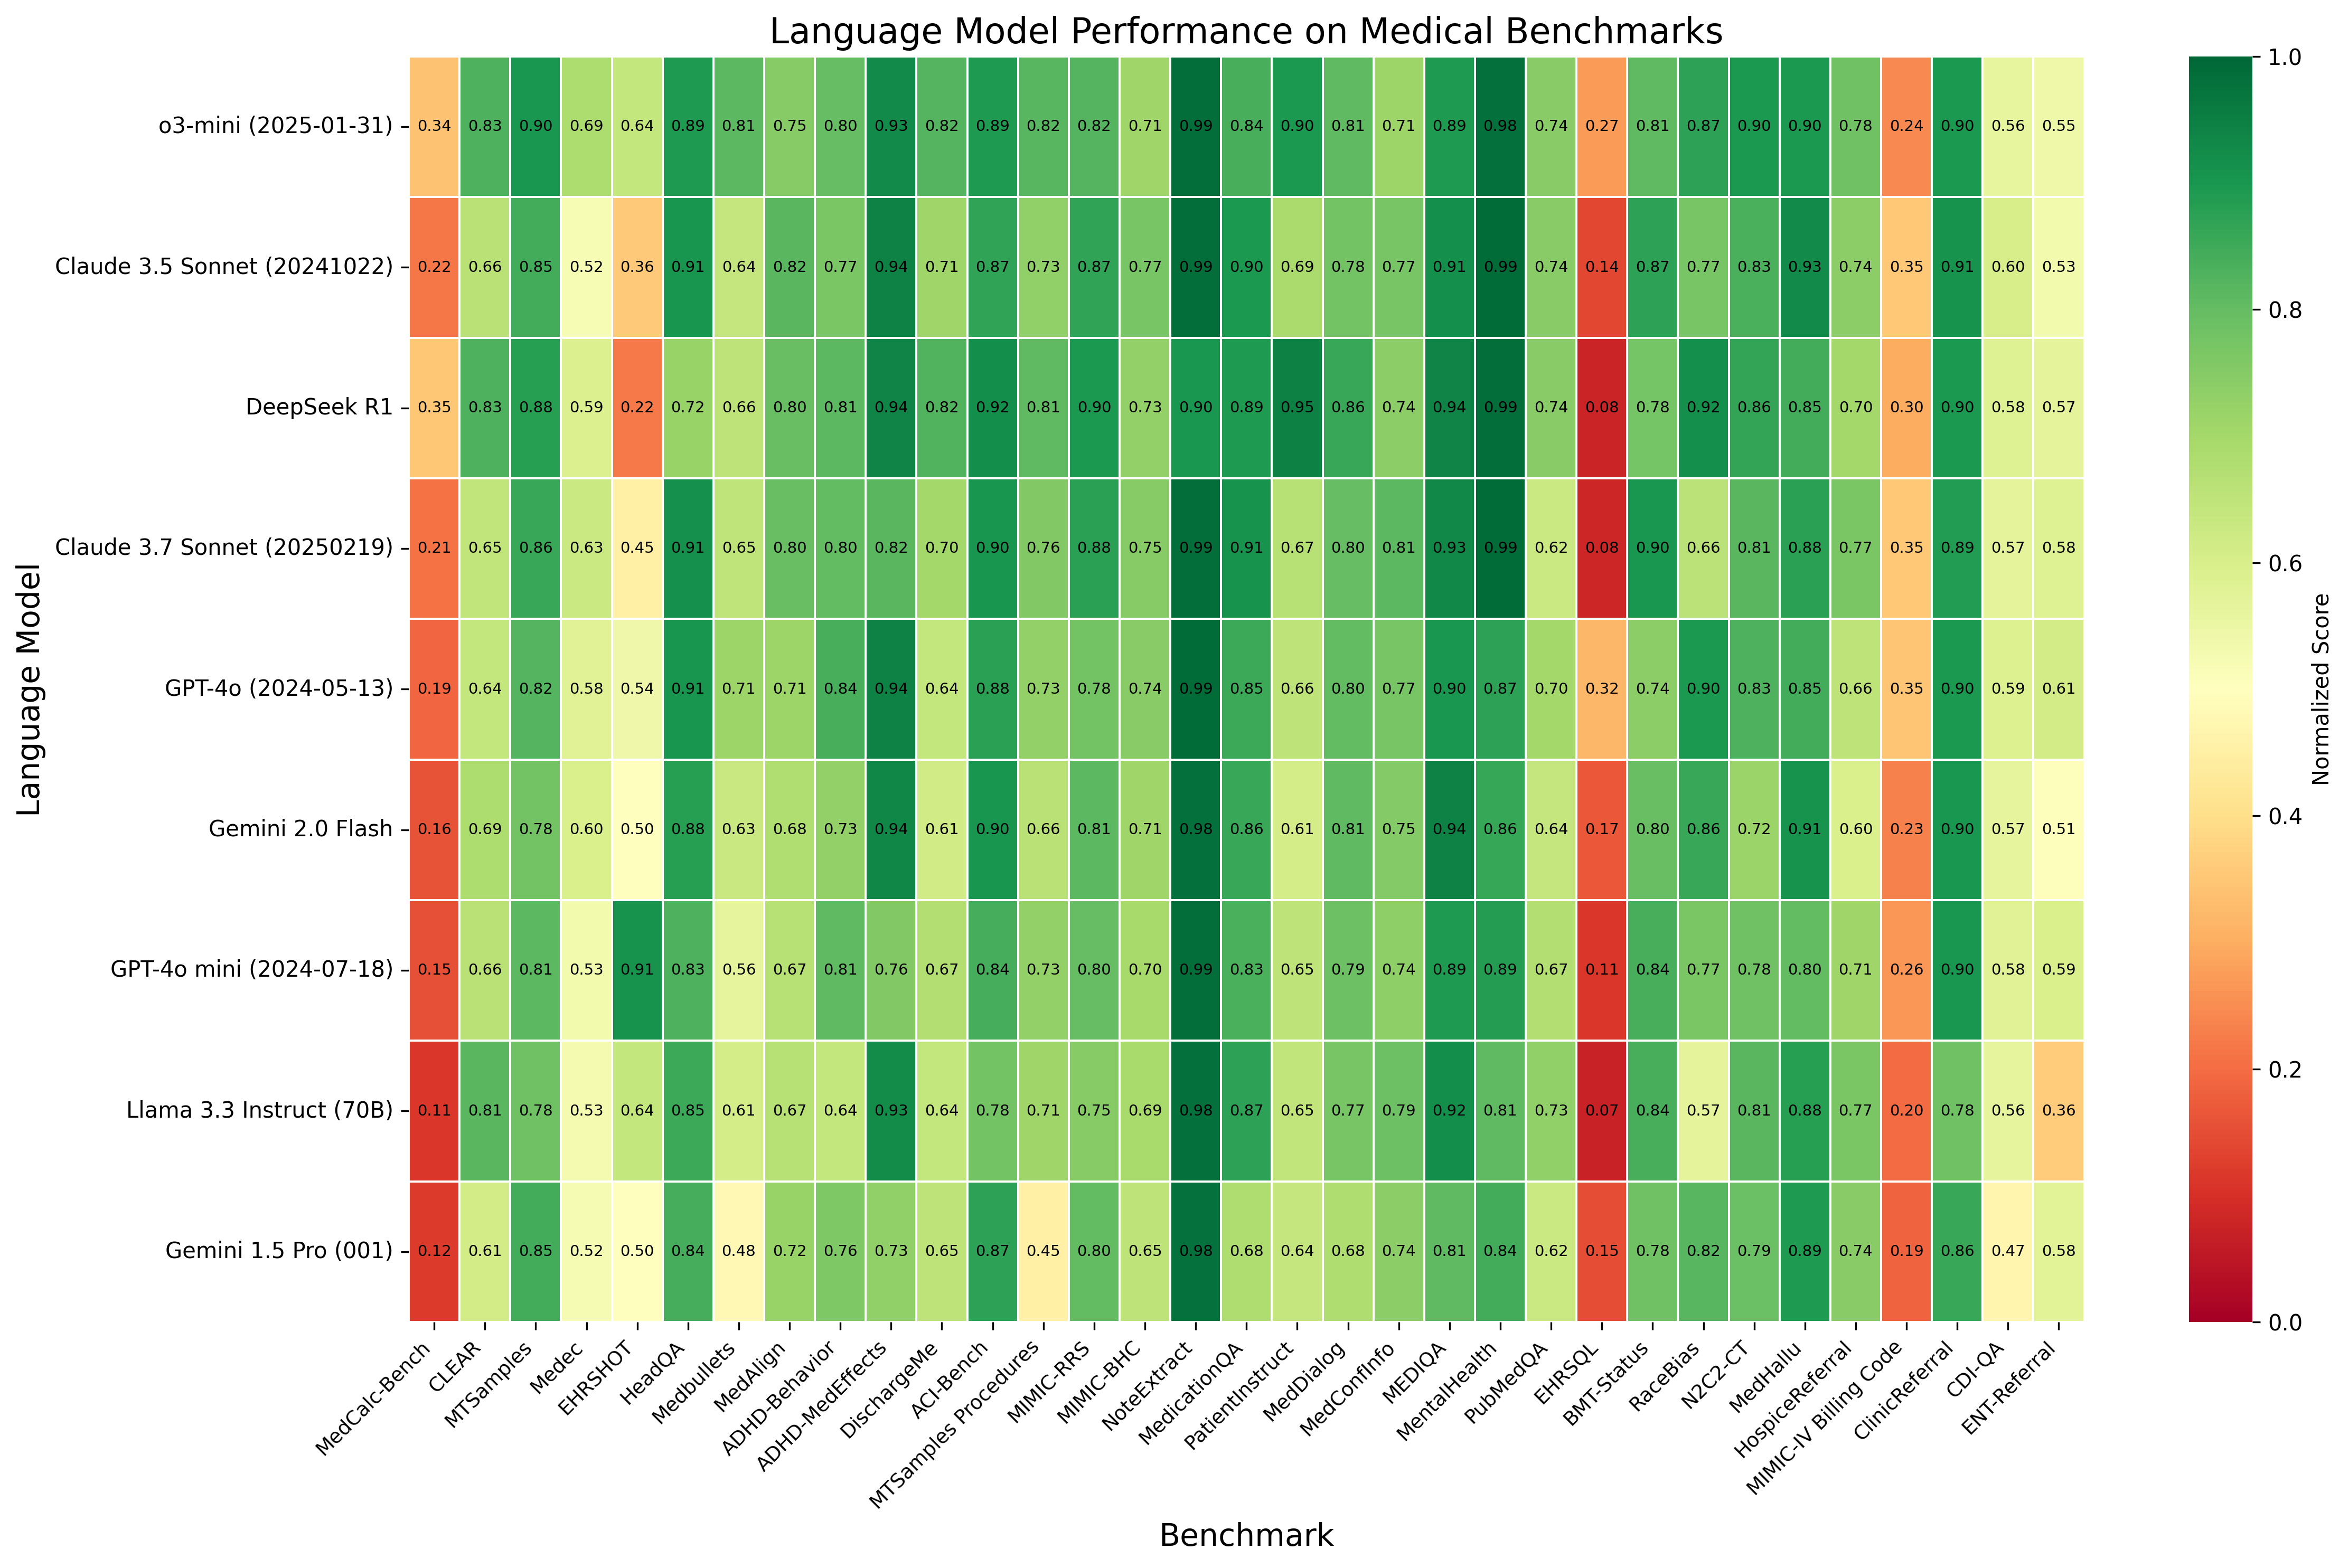 Language Model Performance on Medical Benchmarks
o3-mini (2025-01-31) 0.34 0.83 0.90 0.69 0.64 0.89 0.81 0.75 0.80 0.93 0.82 0.89 0.82 0.82 0.71 0.99 0.84 0.90 0.81 0.71 0.89 0.98 0.74 0.27 0.81 0.87 0.90 0.90 0.78 0.24 0.90 0.56 0.55
Claude 3.5 Sonnet (20241022) 0.22 0.66 0.85 0.52 0.36 0.91 0.64 0.82 0.77 0.94 0.71 0.87 0.73 0.87 0.77 0.99 0.90 0.69 0.78 0.77 0.91 0.99 0.74 0.14 0.87 0.77 0.83 0.93 0.74 0.35 0.91 0.60 0.53
DeepSeek R1 0.35 0.83 0.88 0.59 0.22 0.72 0.66 0.80 0.81 0.94 0.82 0.92 0.81 0.90 0.73 0.90 0.89 0.95 0.86 0.74 0.94 0.99 0.74 0.08 0.78 0.92 0.86 0.85 0.70 0.30 0.90 0.58 0.57
Claude 3.7 Sonnet (20250219) 0.21 0.65 0.86 0.63 0.45 0.91 0.65 0.80 0.80 0.82 0.70 0.90 0.76 0.88 0.75 0.99 0.91 0.67 0.80 0.81 0.93 0.99 0.62 0.08 0.90 0.66 0.81 0.88 0.77 0.35 0.89 0.57 0.58
GPT-4o (2024-05-13) 0.19 0.64 0.82 0.58 0.54 0.91 0.71 0.71 0.84 0.94 0.64 0.88 0.73 0.78 0.74 0.99 0.85 0.66 0.80 0.77 0.90 0.87 0.70 0.32 0.74 0.90 0.83 0.85 0.66 0.35 0.90 0.59 0.61
Gemini 2.0 Flash 0.16 0.69 0.78 0.60 0.50 0.88 0.63 0.68 0.73 0.94 0.61 0.90 0.66 0.81 0.71 0.98 0.86 0.61 0.81 0.75 0.94 0.86 0.64 0.17 0.80 0.86 0.72 0.91 0.60 0.23 0.90 0.57 0.51
GPT-4o mini (2024-07-18) 0.15 0.66 0.81 0.53 0.91 0.83 0.56 0.67 0.81 0.76 0.67 0.84 0.73 0.80 0.70 0.99 0.83 0.65 0.79 0.74 0.89 0.89 0.67 0.11 0.84 0.77 0.78 0.80 0.71 0.26 0.90 0.58 0.59
Llama 3.3 Instruct (70B) 0.11 0.81 0.78 0.53 0.64 0.85 0.61 0.67 0.64 0.93 0.64 0.78 0.71 0.75 0.69 0.98 0.87 0.65 0.77 0.79 0.92 0.81 0.73 0.07 0.84 0.57 0.81 0.88 0.77 0.20 0.78 0.56 0.36
Gemini 1.5 Pro (001) 0.12 0.61 0.85 0.52 0.50 0.84 0.48 0.72 0.76 0.73 0.65 0.87 0.45 0.80 0.65 0.98 0.68 0.64 0.68 0.74 0.81 0.84 0.62 0.15 0.78 0.82 0.79 0.89 0.74 0.19 0.86 0.47 0.58
Language Model
MedCalc-Bench
CLEAR
MTSamples
Medec
EHRSHOT
HeadQA
Medbullets
MedAlign
ADHD-Behavior
ADHD-MedEffects
DischargeMe
ACI-Bench
MTSamples Procedures
MIMIC-RRS
MIMIC-BHC
NoteExtract
MedicationQA
PatientInstruct
MedDialog
MedConfInfo
MEDIQA
MentalHealth
PubMedQA
EHRSQL
BMT-Status
RaceBias
N2C2-CT
MedHallu
HospiceReferral
MIMIC-IV Billing Code
ClinicReferral
CDI-QA
ENT-Referral
Benchmark
1.0
0.8
0.6
0.4
0.2
0.0
Normalized Score